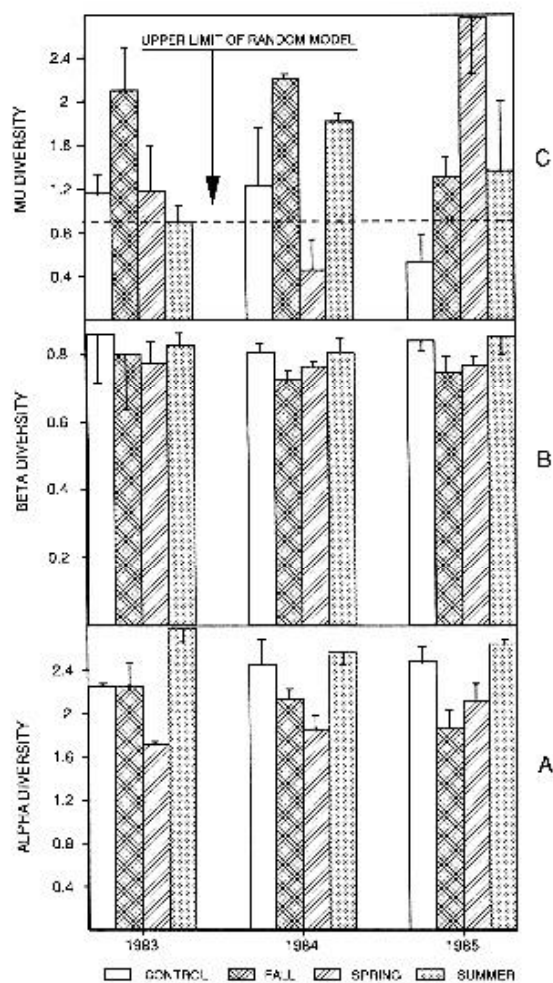 UPPER LIMIT OF RANDOM MODEL
MU DIVERSITY
2.4
2
1.6
1.2
0.8
0.4
C
BETA DIVERSITY
0.8
0.6
0.4
0.2
B
ALPHA DIVERSITY
2.4
2
1.6
1.2
0.8
0.4
A
1983 1984 1985
CONTROL FALL SPRING SUMMER